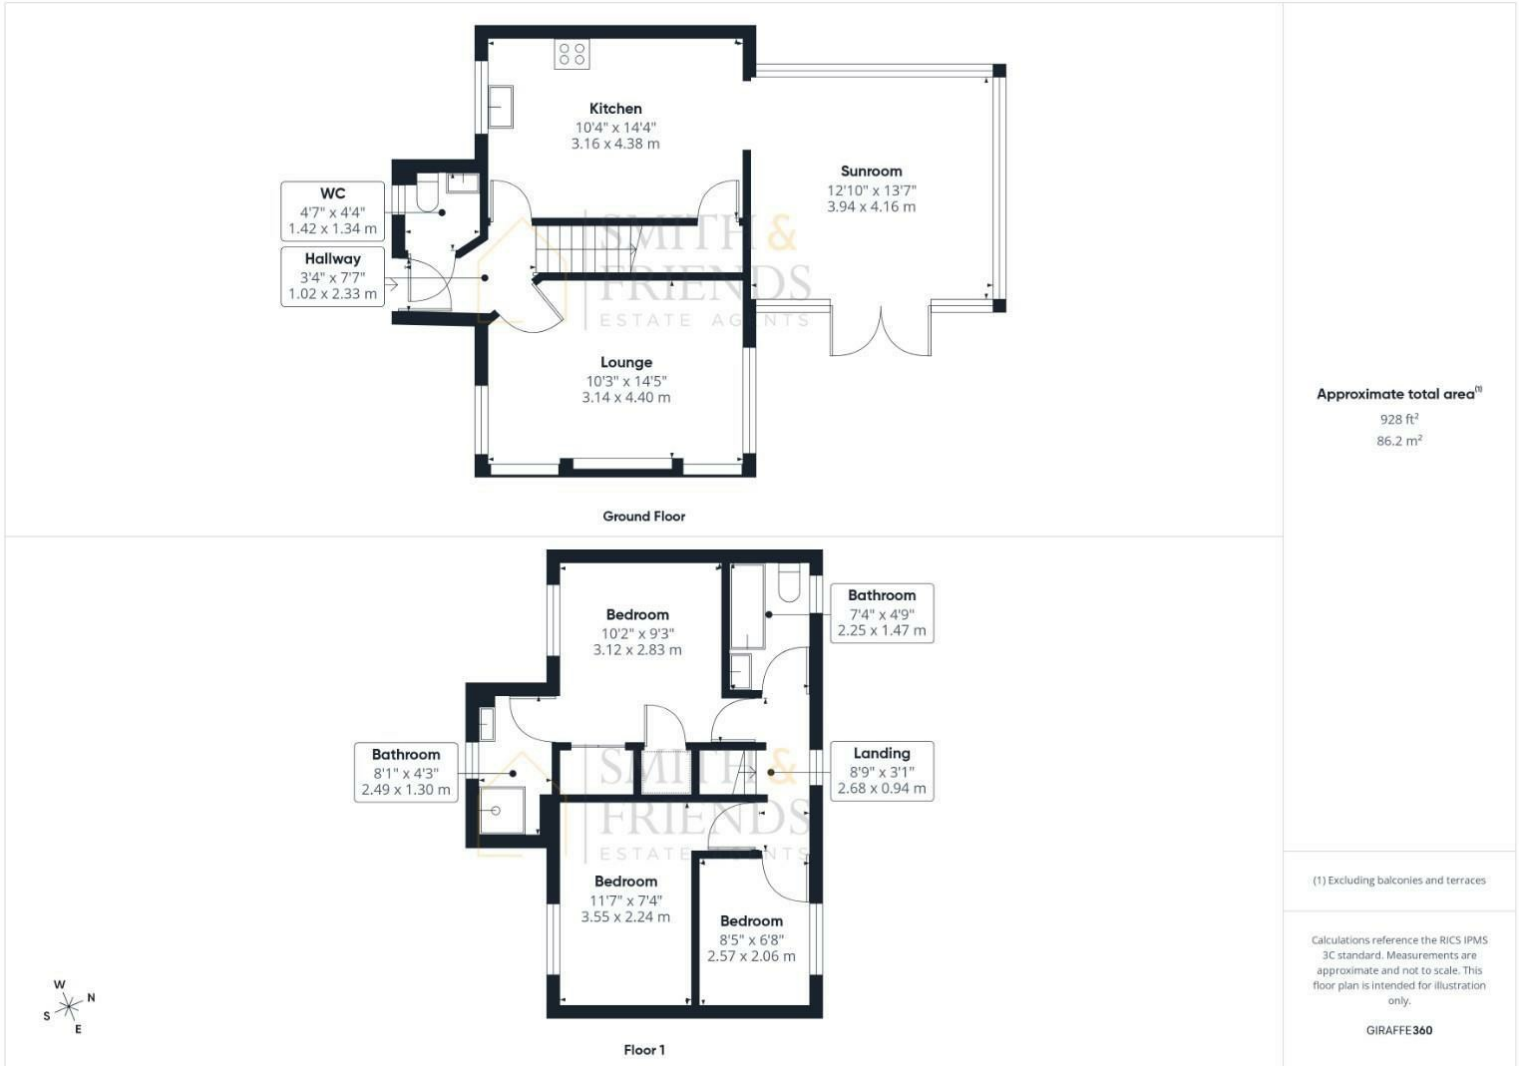 Kitchen
10'4" x 14'4"
3.16 x 4.38 m
Sunroom
12'10" x 13'7"
3.94 x 4.16 m
WC
4'7" x 4'4"
1.42 x 1.34 m
Hallway
3'4" x 7'7"
1.02 x 2.33 m
SMITH &
FRIENDS
ESTATE AGENTS
Lounge
10'3" x 14'5"
3.14 x 4.40 m
Ground Floor
Approximate total area(1)
928 ft²
86.2 m²
Bedroom
10'2" x 9'3"
3.12 x 2.83 m
Bathroom
7'4" x 4'9"
2.25 x 1.47 m
Bathroom
8'1" x 4'3"
2.49 x 1.30 m
Landing
8'9" x 3'1"
2.68 x 0.94 m
SMITH &
FRIENDS
ESTATE AGENTS
Bedroom
11'7" x 7'4"
3.55 x 2.24 m
Bedroom
8'5" x 6'8"
2.57 x 2.06 m
W
N
S
E
Floor 1
(1) Excluding balconies and terraces
Calculations reference the RICS IPMS
3C standard. Measurements are
approximate and not to scale. This
floor plan is intended for illustration
only.
GIRAFFE360